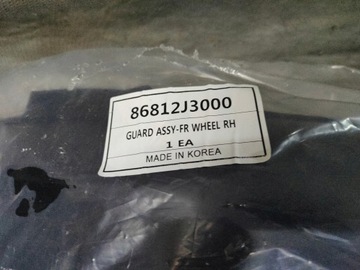 86812J3000
GUARD ASSY-FR WHEEL RH
1 EA
MADE IN KOREA